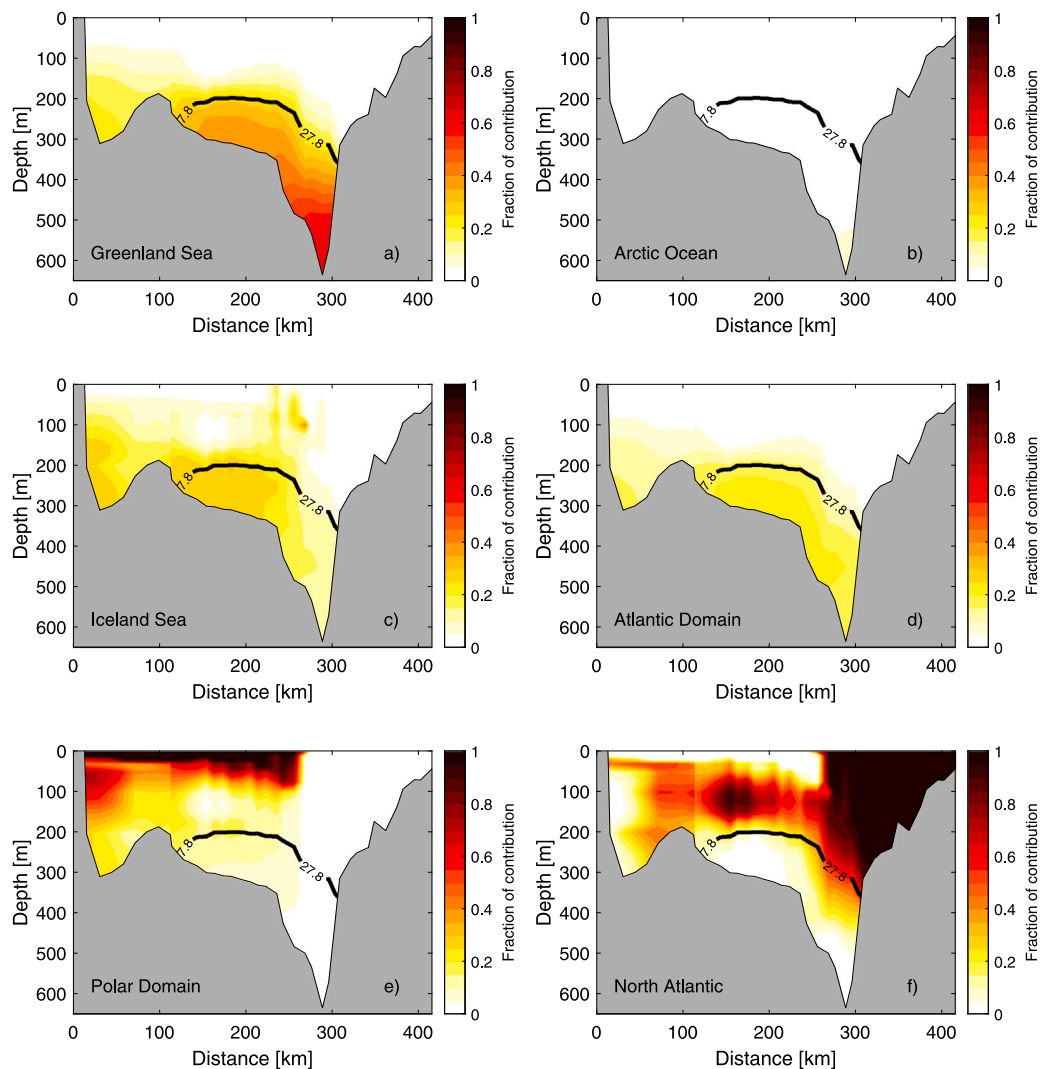 0
100
200
300
400
500
600
Depth [m]
7.8
27.8
Greenland Sea
a)
0 100 200 300 400
Distance [km]
1
0.8
0.6
0.4
0.2
0
Fraction of contribution
0
100
200
300
400
500
600
Depth [m]
7.8
27.8
Arctic Ocean
b)
0 100 200 300 400
Distance [km]
1
0.8
0.6
0.4
0.2
0
Fraction of contribution
0
100
200
300
400
500
600
Depth [m]
7.8
27.8
Iceland Sea
c)
0 100 200 300 400
Distance [km]
1
0.8
0.6
0.4
0.2
0
Fraction of contribution
0
100
200
300
400
500
600
Depth [m]
7.8
27.8
Atlantic Domain
d)
0 100 200 300 400
Distance [km]
1
0.8
0.6
0.4
0.2
0
Fraction of contribution
0
100
200
300
400
500
600
Depth [m]
7.8
27.8
Polar Domain
e)
0 100 200 300 400
Distance [km]
1
0.8
0.6
0.4
0.2
0
Fraction of contribution
0
100
200
300
400
500
600
Depth [m]
7.8
27.8
North Atlantic
f)
0 100 200 300 400
Distance [km]
1
0.8
0.6
0.4
0.2
0
Fraction of contribution